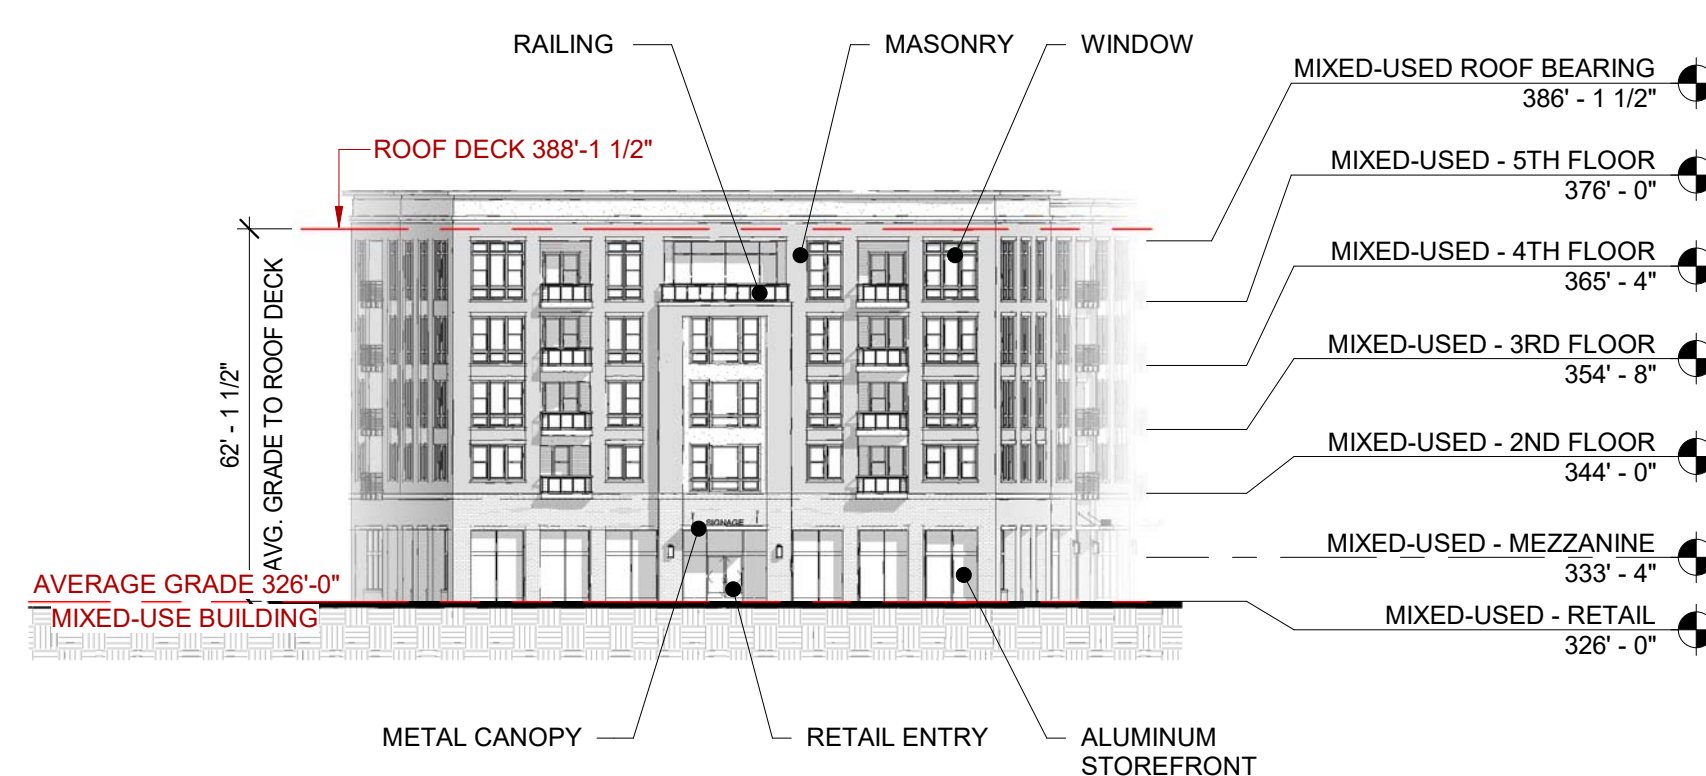 RAILING
MASONRY
WINDOW
MIXED-USED ROOF BEARING
386' - 1 1/2"
ROOF DECK 388'-1 1/2"
MIXED-USED - 5TH FLOOR
376' - 0"
MIXED-USED - 4TH FLOOR
365' - 4"
MIXED-USED - 3RD FLOOR
354' - 8"
62' - 1 1/2"
AVG. GRADE TO ROOF DECK
MIXED-USED - 2ND FLOOR
344' - 0"
SIGNAGE
MIXED-USED - MEZZANINE
333' - 4"
AVERAGE GRADE 326'-0"
MIXED-USE BUILDING
MIXED-USED - RETAIL
326' - 0"
METAL CANOPY
RETAIL ENTRY
ALUMINUM
STOREFRONT